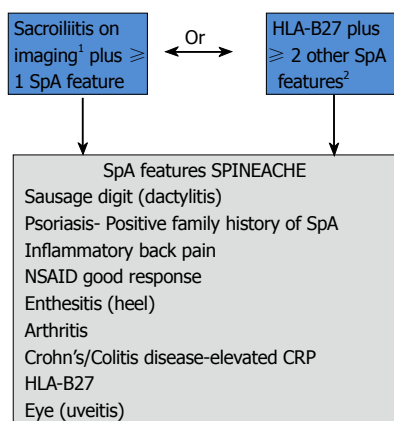 Sacroiliitis on
imaging¹ plus ≥
1 SpA feature
Or
HLA-B27 plus
≥ 2 other SpA
features²
SpA features SPINEACHE
Sausage digit (dactylitis)
Psoriasis- Positive family history of SpA
Inflammatory back pain
NSAID good response
Enthesitis (heel)
Arthritis
Crohn's/Colitis disease-elevated CRP
HLA-B27
Eye (uveitis)